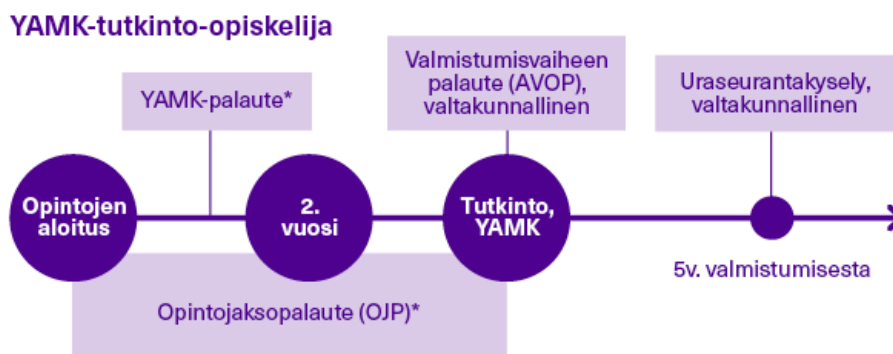 YAMK-tutkinto-opiskelija
YAMK-palaute*
Valmistumisvaiheen
palaute (AVOP),
valtakunnallinen
Uraseurantakysely,
valtakunnallinen
Opintojen
aloitus
2.
vuosi
Tutkinto,
YAMK
5v. valmistumisesta
Opintojaksopalaute (OJP)*